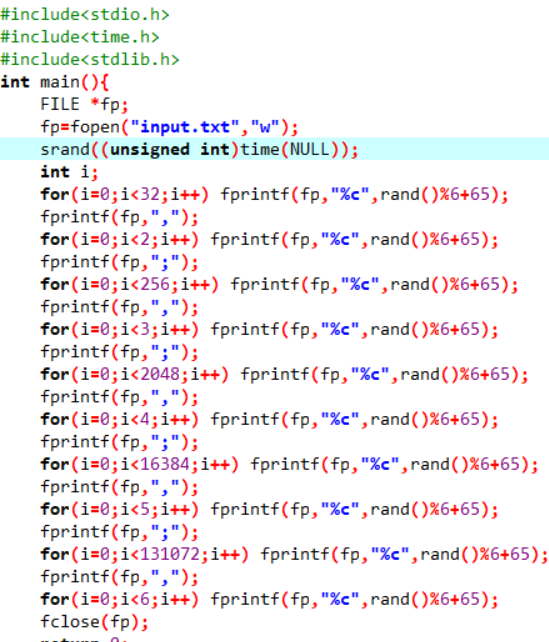 #include<stdio.h>
#include<time.h>
#include<stdlib.h>
int main(){
    FILE *fp;
    fp=fopen("input.txt","w");
    srand((unsigned int)time(NULL));
    int i;
    for(i=0;i<32;i++) fprintf(fp,"%c",rand()%6+65);
    fprintf(fp,",");
    for(i=0;i<2;i++) fprintf(fp,"%c",rand()%6+65);
    fprintf(fp,";");
    for(i=0;i<256;i++) fprintf(fp,"%c",rand()%6+65);
    fprintf(fp,",");
    for(i=0;i<3;i++) fprintf(fp,"%c",rand()%6+65);
    fprintf(fp,";");
    for(i=0;i<2048;i++) fprintf(fp,"%c",rand()%6+65);
    fprintf(fp,",");
    for(i=0;i<4;i++) fprintf(fp,"%c",rand()%6+65);
    fprintf(fp,";");
    for(i=0;i<16384;i++) fprintf(fp,"%c",rand()%6+65);
    fprintf(fp,",");
    for(i=0;i<5;i++) fprintf(fp,"%c",rand()%6+65);
    fprintf(fp,";");
    for(i=0;i<131072;i++) fprintf(fp,"%c",rand()%6+65);
    fprintf(fp,",");
    for(i=0;i<6;i++) fprintf(fp,"%c",rand()%6+65);
    fclose(fp);
    return 0;